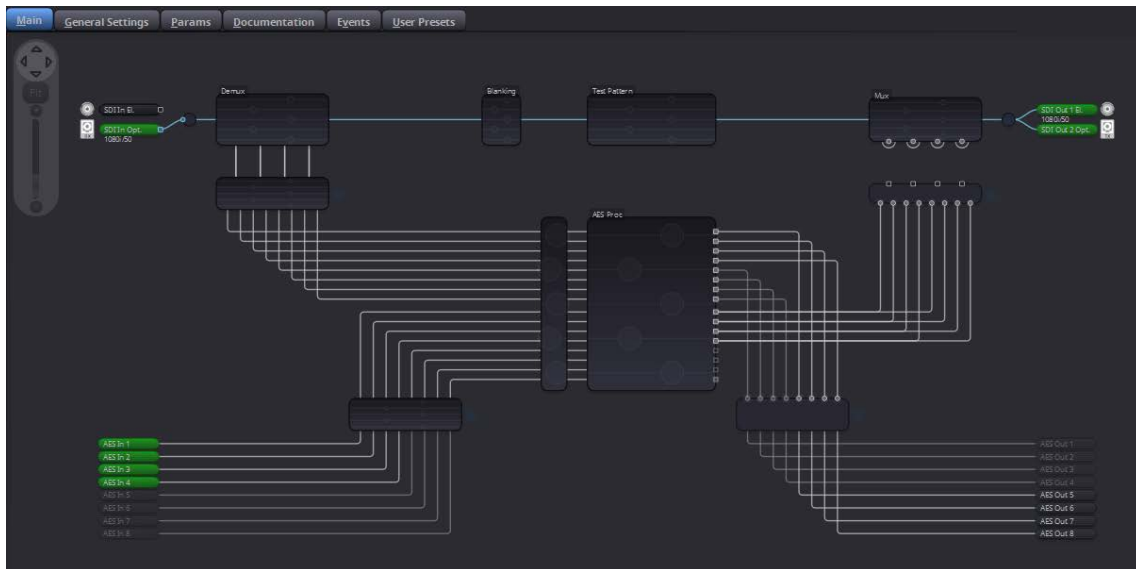 Main General Settings Params Documentation Events User Presets
Fit
Demux
Blanking
Test Pattern
Mux
SDI In El.
SDI In Opt.
1080i/50
SDI Out 1 El.
1080i/50
SDI Out 2 Opt.
AES Proc
AES In 1
AES In 2
AES In 3
AES In 4
AES In 5
AES In 6
AES In 7
AES In 8
AES Out 1
AES Out 2
AES Out 3
AES Out 4
AES Out 5
AES Out 6
AES Out 7
AES Out 8